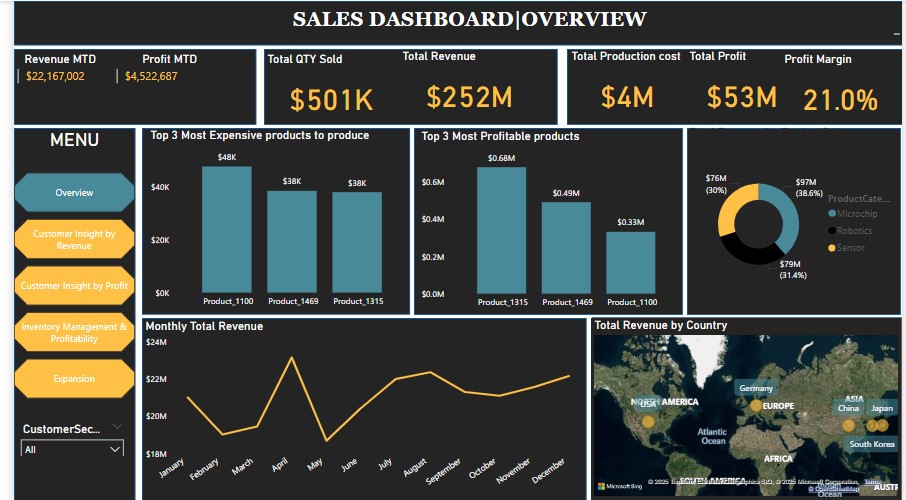 SALES DASHBOARD|OVERVIEW
Revenue MTD
$22,167,002
Profit MTD
$4,522,687
Total QTY Sold
$501K
Total Revenue
$252M
Total Production cost
$4M
Total Profit
$53M
Profit Margin
21.0%
MENU
Overview
Customer Insight by
Revenue
Customer Insight by Profit
Inventory Management &
Profitability
Expansion
CustomerSec...
All
Top 3 Most Expensive products to produce
$40K
$20K
$0K
$48K
$38K
$38K
Product_1100
Product_1469
Product_1315
Top 3 Most Profitable products
$0.6M
$0.4M
$0.2M
$0.0M
$0.68M
$0.49M
$0.33M
Product_1315
Product_1469
Product_1100
$76M
(30%)
$97M
(38.6%)
$79M
(31.4%)
ProductCate...
Microchip
Robotics
Sensor
Monthly Total Revenue
$24M
$22M
$20M
$18M
January
February
March
April
May
June
July
August
September
October
November
December
Total Revenue by Country
NORTH AMERICA
USA
Germany
EUROPE
ASIA
China
Japan
South Korea
Atlantic
Ocean
AFRICA
SOUTH AMERICA
Microsoft Bing
© OpenStreetMap